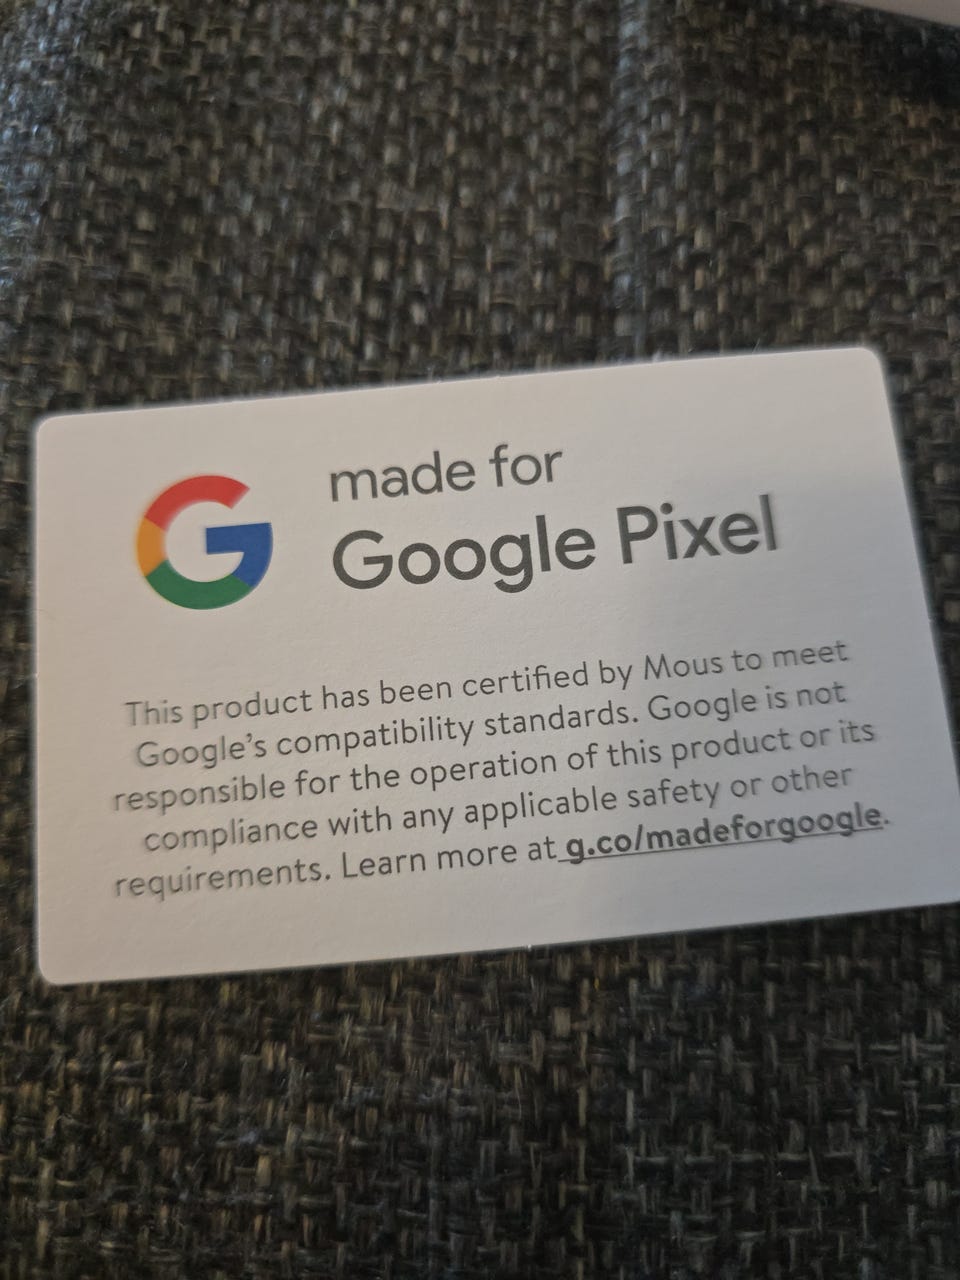 made for
Google Pixel
This product has been certified by Mous to meet
Google's compatibility standards. Google is not
responsible for the operation of this product or its
compliance with any applicable safety or other
requirements. Learn more at g.co/madeforgoogle.